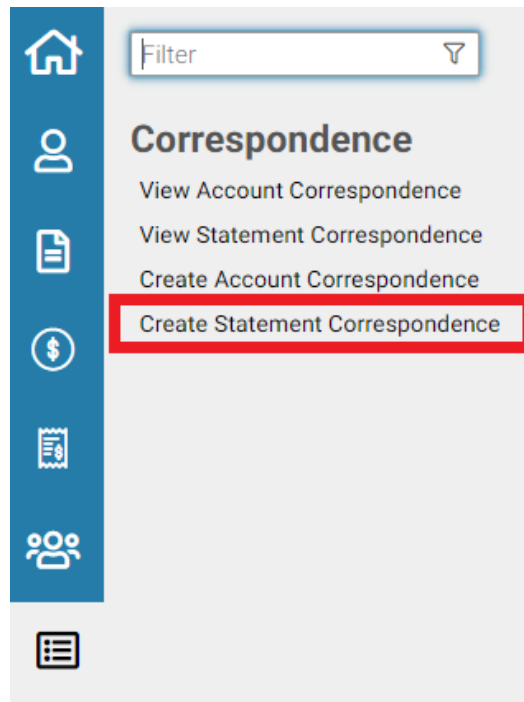 Filter
Correspondence
View Account Correspondence
View Statement Correspondence
Create Account Correspondence
Create Statement Correspondence